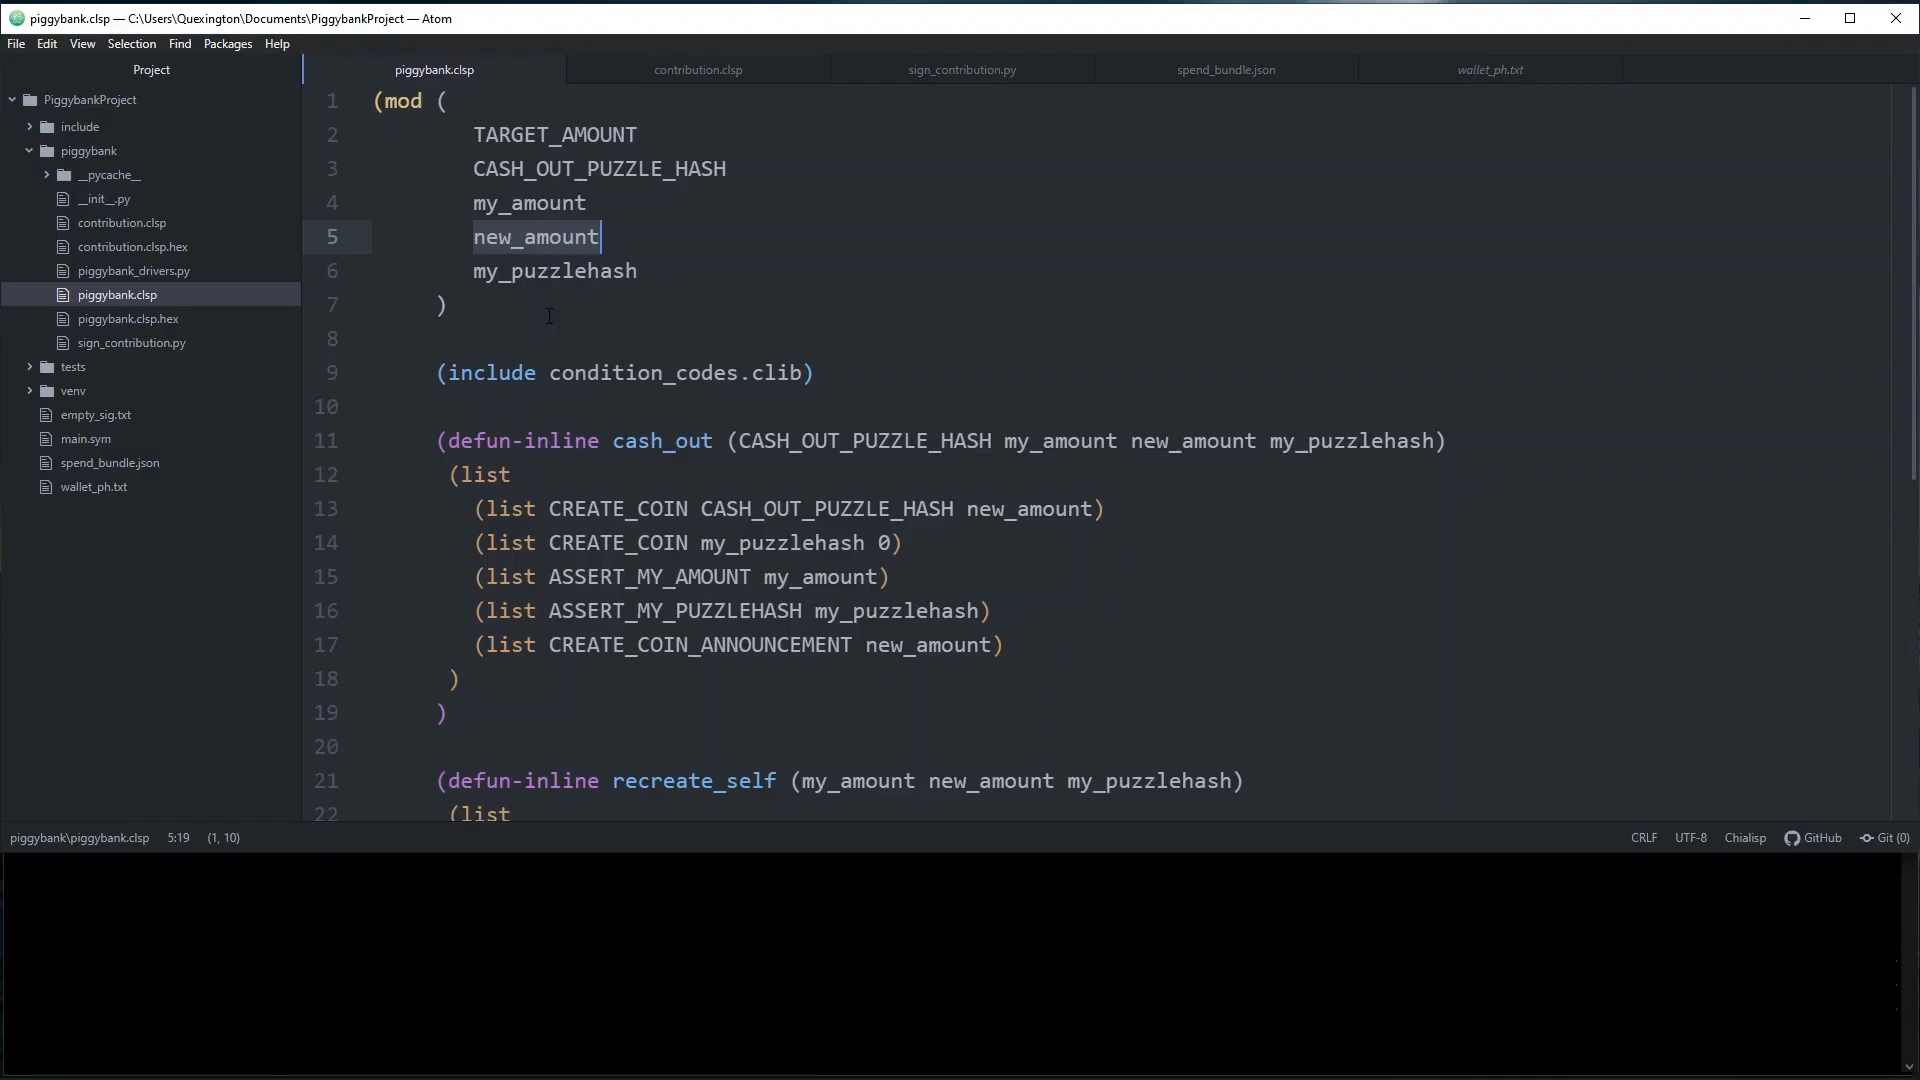 piggybank.clsp — C:\Users\Quexington\Documents\PiggybankProject — Atom
File Edit View Selection Find Packages Help
Project
piggybank.clsp
contribution.clsp
sign_contribution.py
spend_bundle.json
wallet_ph.txt
PiggybankProject
include
piggybank
__pycache__
__init__.py
contribution.clsp
contribution.clsp.hex
piggybank_drivers.py
piggybank.clsp
piggybank.clsp.hex
sign_contribution.py
tests
venv
empty_sig.txt
main.sym
spend_bundle.json
wallet_ph.txt
1 (mod (
2 TARGET_AMOUNT
3 CASH_OUT_PUZZLE_HASH
4 my_amount
5 new_amount
6 my_puzzlehash
7 )
8
9 (include condition_codes.clib)
10
11 (defun-inline cash_out (CASH_OUT_PUZZLE_HASH my_amount new_amount my_puzzlehash)
12 (list
13 (list CREATE_COIN CASH_OUT_PUZZLE_HASH new_amount)
14 (list CREATE_COIN my_puzzlehash 0)
15 (list ASSERT_MY_AMOUNT my_amount)
16 (list ASSERT_MY_PUZZLEHASH my_puzzlehash)
17 (list CREATE_COIN_ANNOUNCEMENT new_amount)
18 )
19 )
20
21 (defun-inline recreate_self (my_amount new_amount my_puzzlehash)
22 (list
piggybank\piggybank.clsp 5:19 (1, 10)
CRLF UTF-8 Chialisp GitHub Git (0)